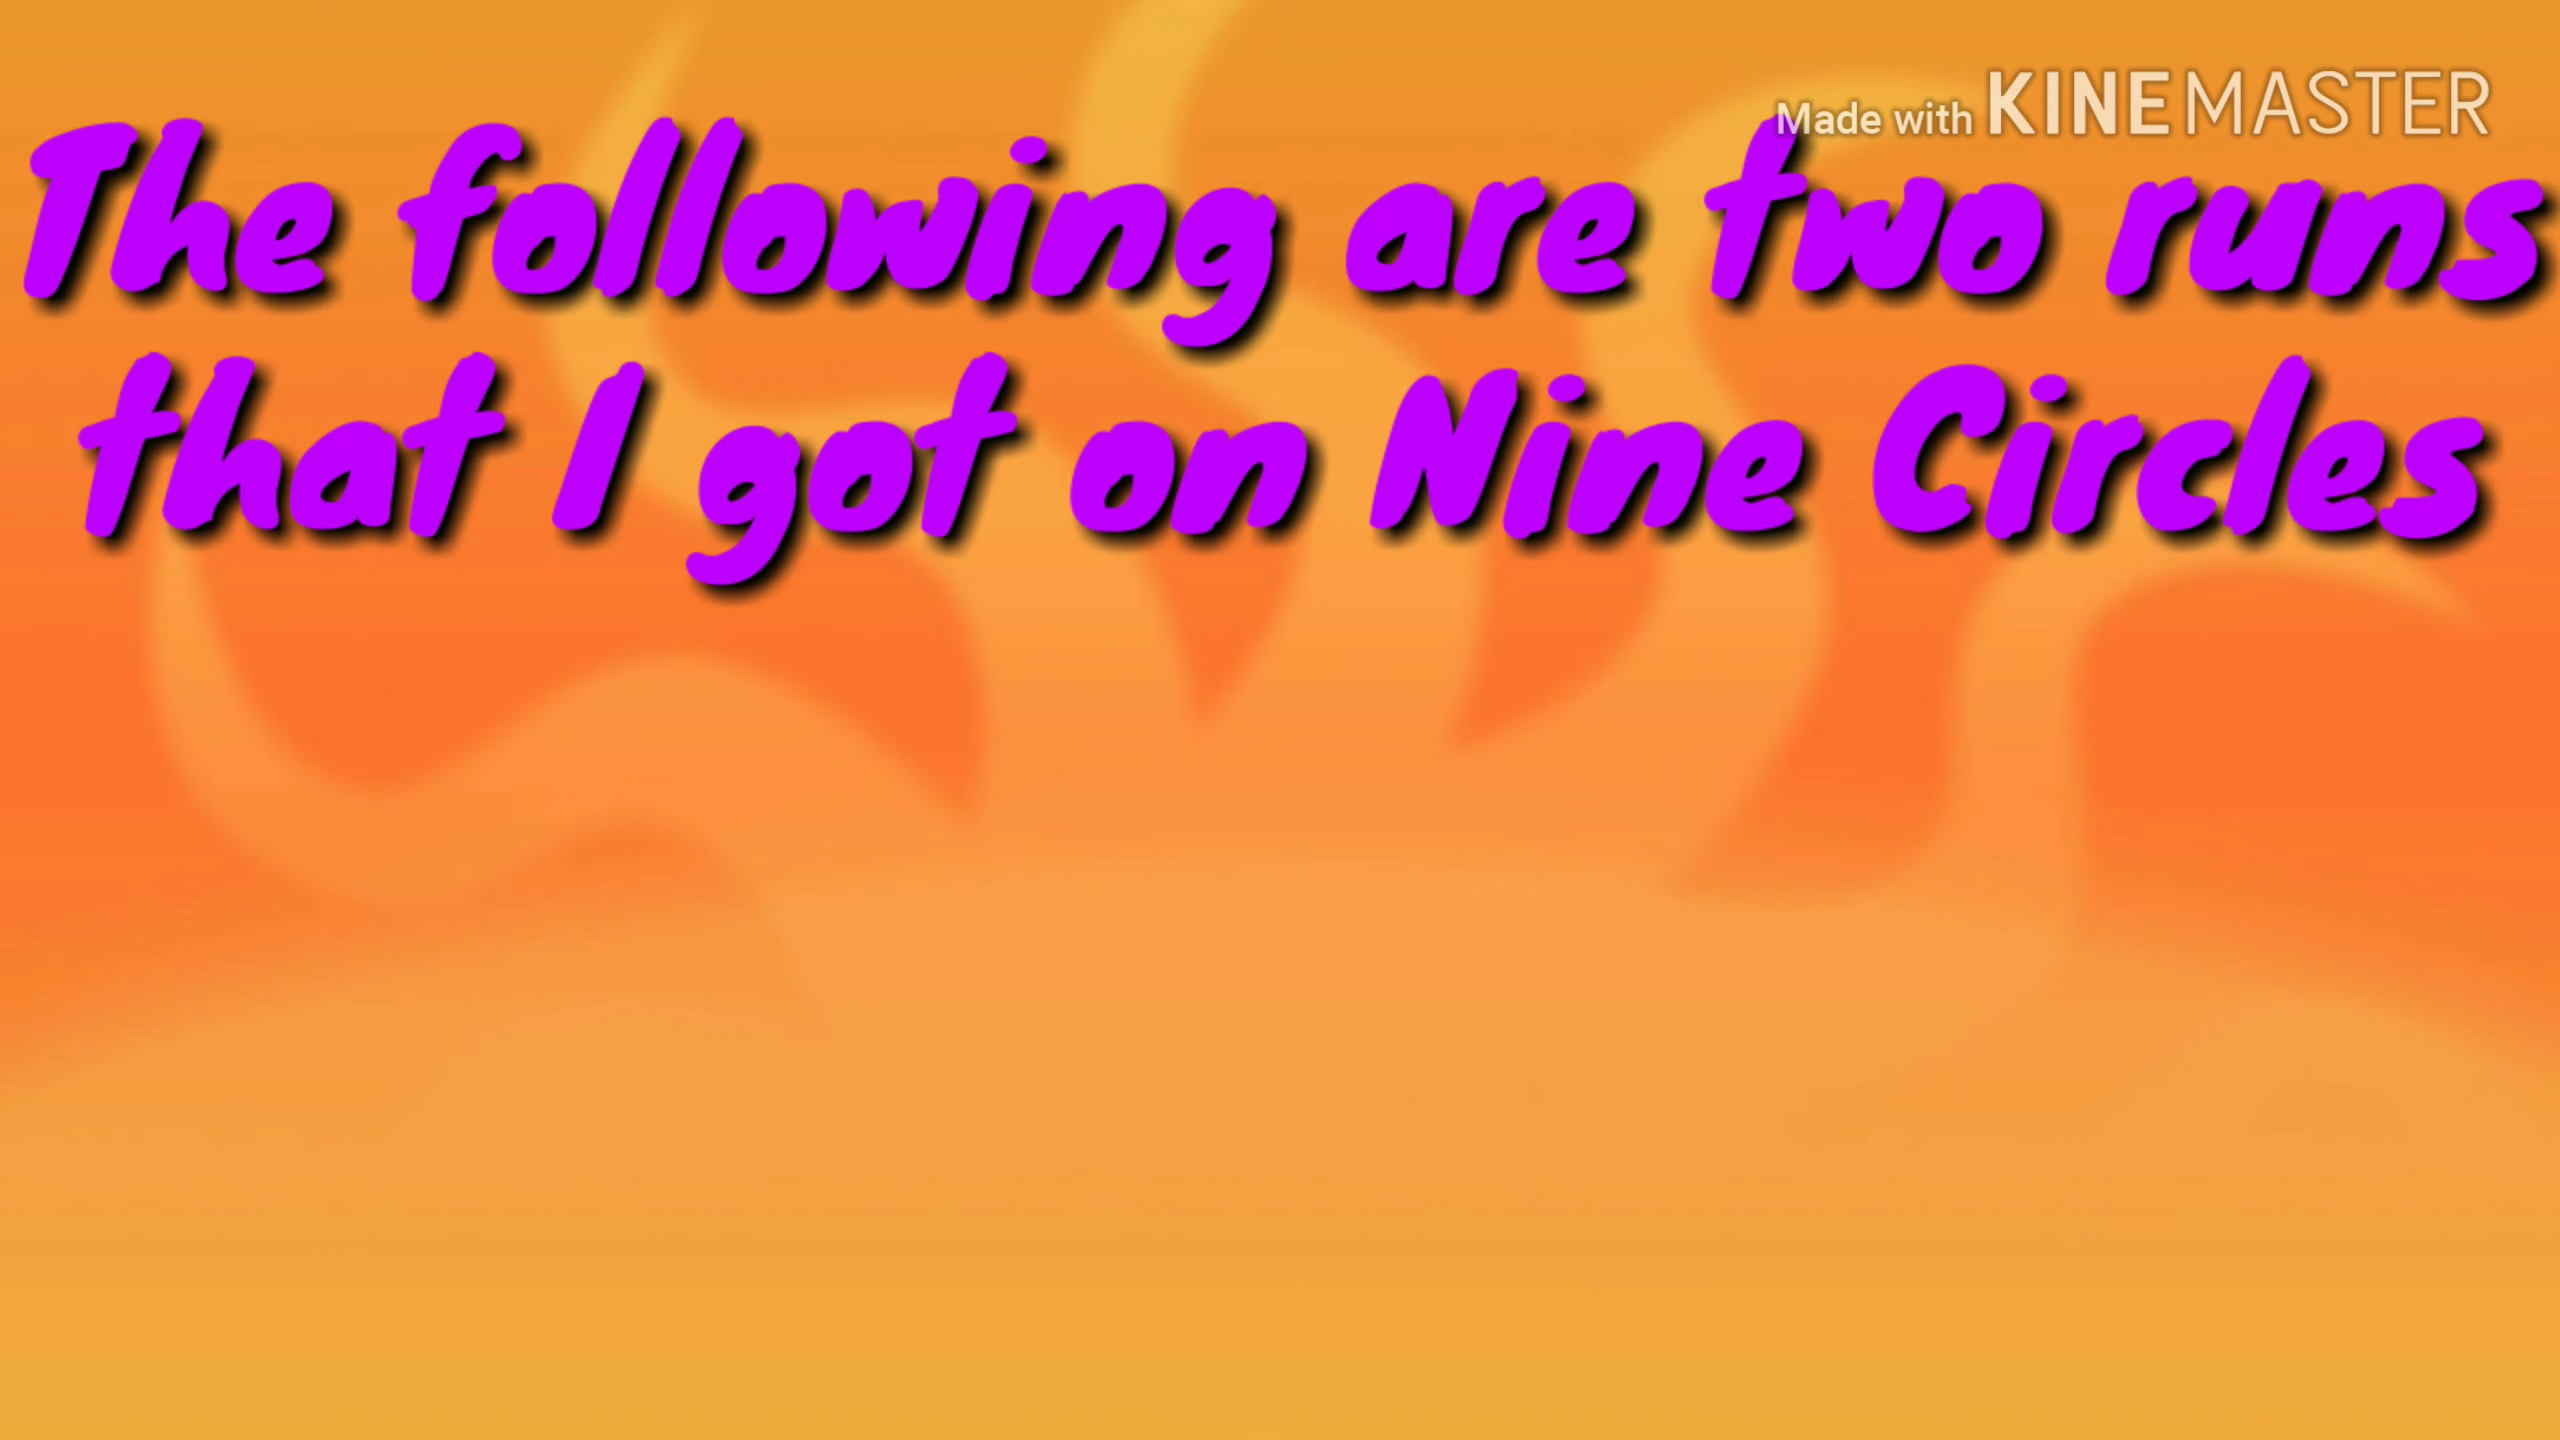 Made with KINEMASTER
The following are two runs
that I got on Nine Circles